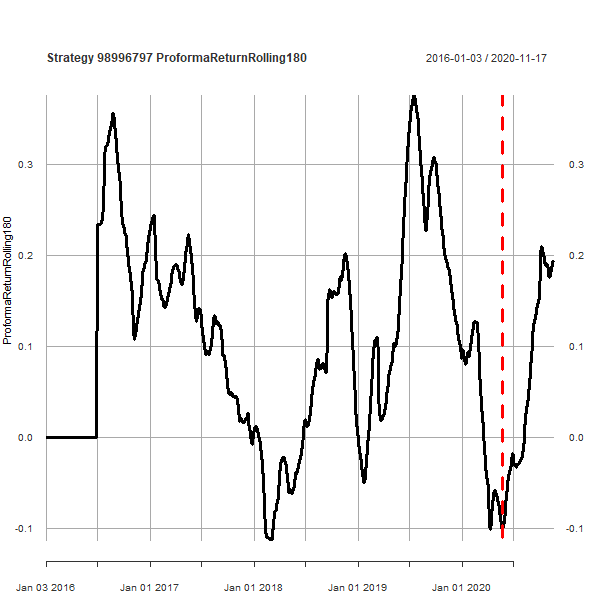 Strategy 98996797 ProformaReturnRolling180
2016-01-03 / 2020-11-17
ProformaReturnRolling180
0.3 0.3
0.2 0.2
0.1 0.1
0.0 0.0
-0.1 -0.1
Jan 03 2016 Jan 01 2017 Jan 01 2018 Jan 01 2019 Jan 01 2020